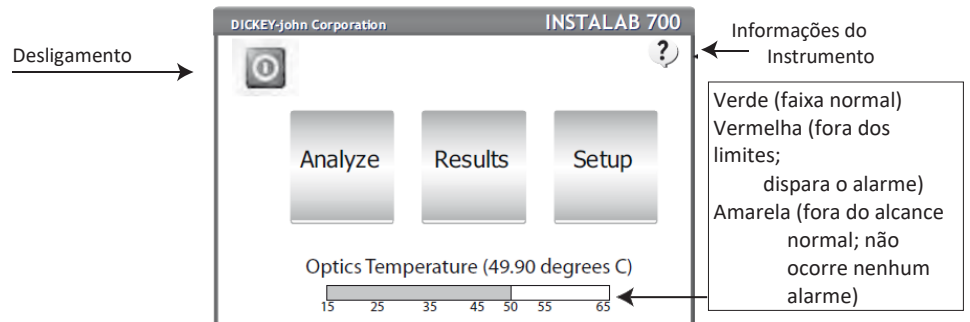 DICKEY-john Corporation INSTALAB 700
Desligamento
Informações do
Instrumento
?
Analyze Results Setup
Verde (faixa normal)
Vermelha (fora dos
limites;
dispara o alarme)
Amarela (fora do alcance
normal; não
ocorre nenhum
alarme)
Optics Temperature (49.90 degrees C)
15 25 35 45 50 55 65